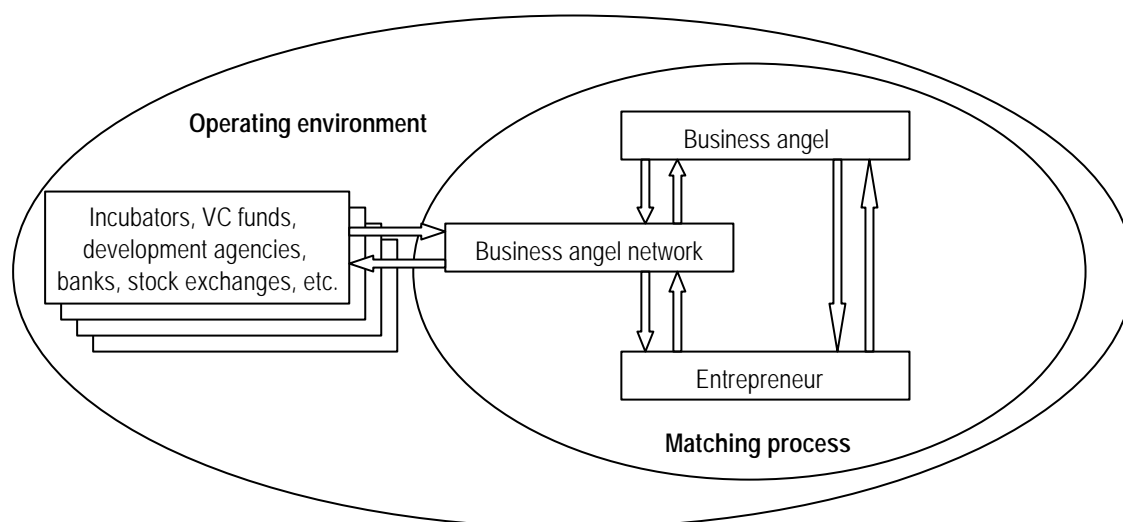 Operating environment
Business angel
Incubators, VC funds,
development agencies,
banks, stock exchanges, etc.
Business angel network
Entrepreneur
Matching process